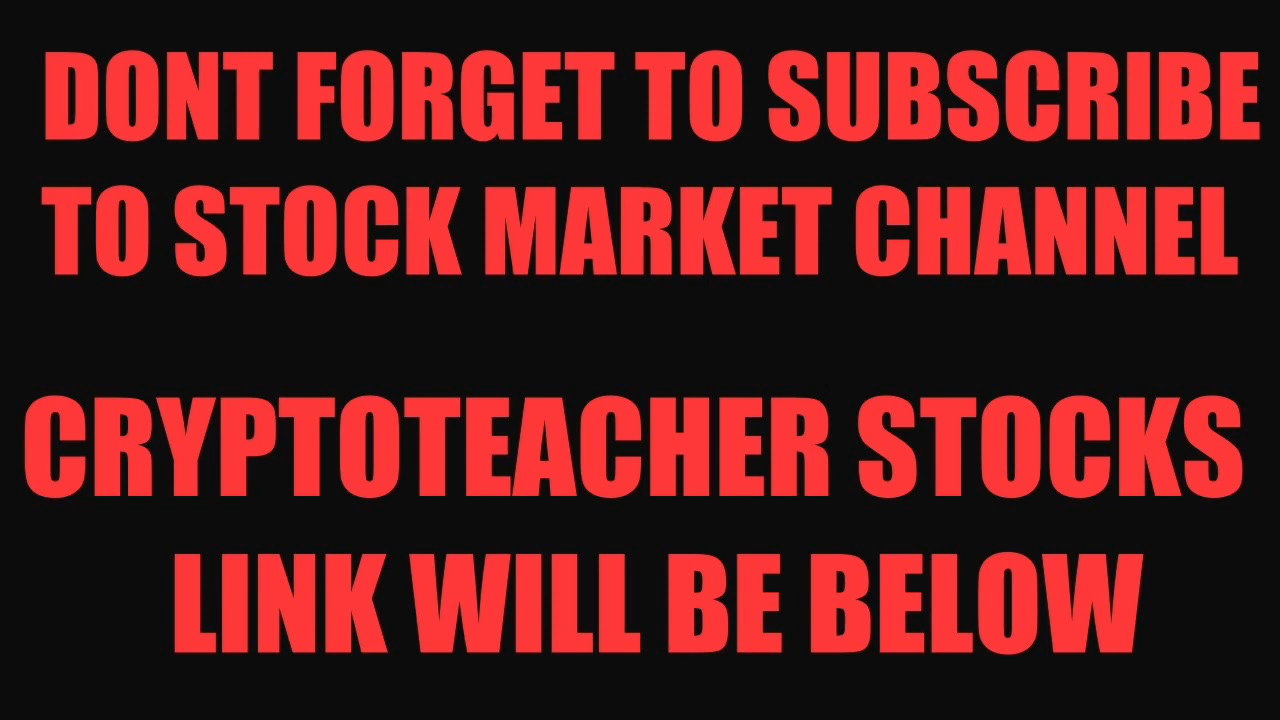 DONT FORGET TO SUBSCRIBE
TO STOCK MARKET CHANNEL
CRYPTOTEACHER STOCKS
LINK WILL BE BELOW